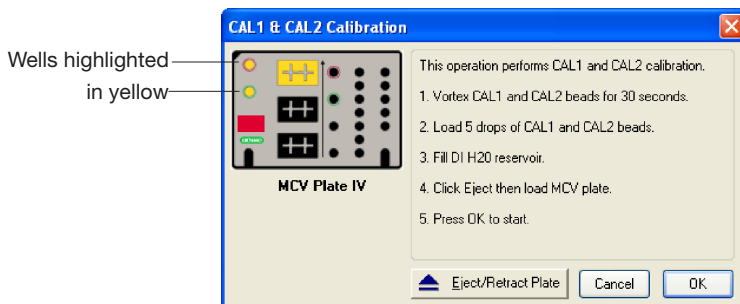 CAL1 & CAL2 Calibration
Wells highlighted
in yellow
MCV Plate IV
This operation performs CAL1 and CAL2 calibration.
1. Vortex CAL1 and CAL2 beads for 30 seconds.
2. Load 5 drops of CAL1 and CAL2 beads.
3. Fill DI H20 reservoir.
4. Click Eject then load MCV plate.
5. Press OK to start.
Eject/Retract Plate
Cancel
OK